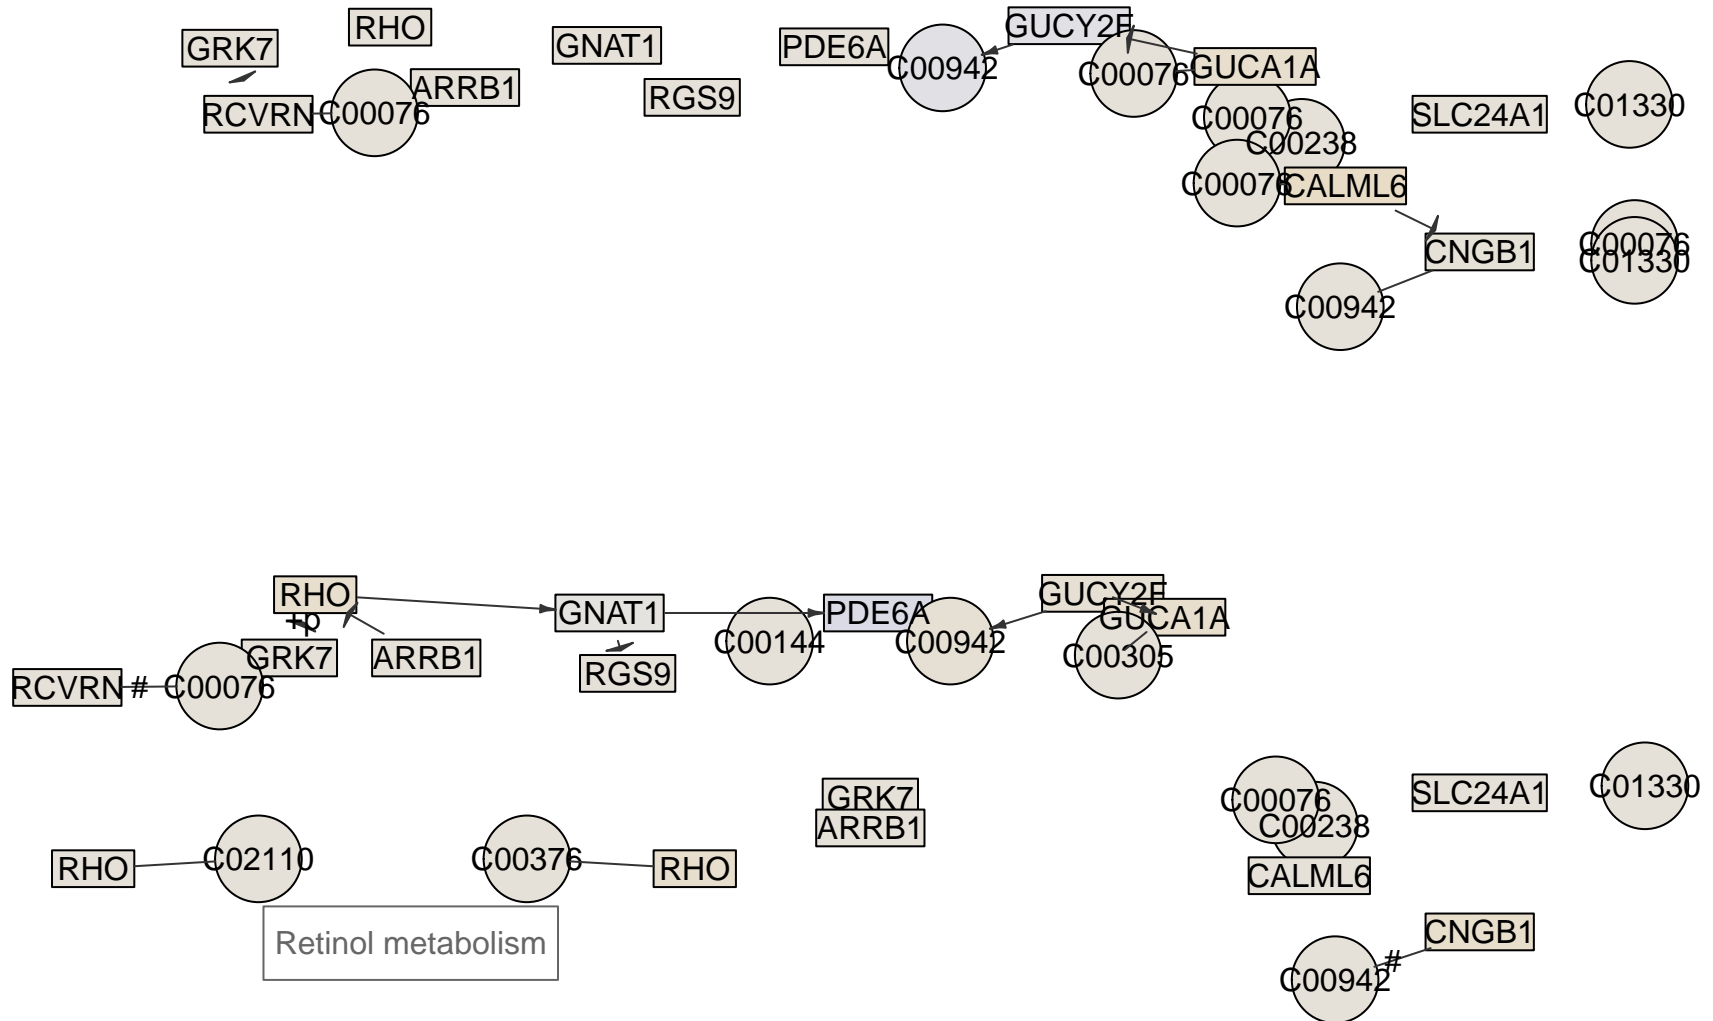 RHO
GRK7
GNAT1
PDE6A
GUCY2F
C00942
C00076
GUCA1A
ARRB1
RGS9
RCVRN
C00076
C00076
C00238
SLC24A1
C01330
C00076
CALML6
CNGB1
C00076
C01330
C00942
RHO
+p
GNAT1
PDE6A
GUCY2F
GUCA1A
C00144
C00942
C00305
GRK7
ARRB1
RGS9
RCVRN
#
C00076
GRK7
ARRB1
C00076
C00238
SLC24A1
C01330
RHO
C02110
C00376
RHO
CALML6
Retinol metabolism
CNGB1
#
C00942